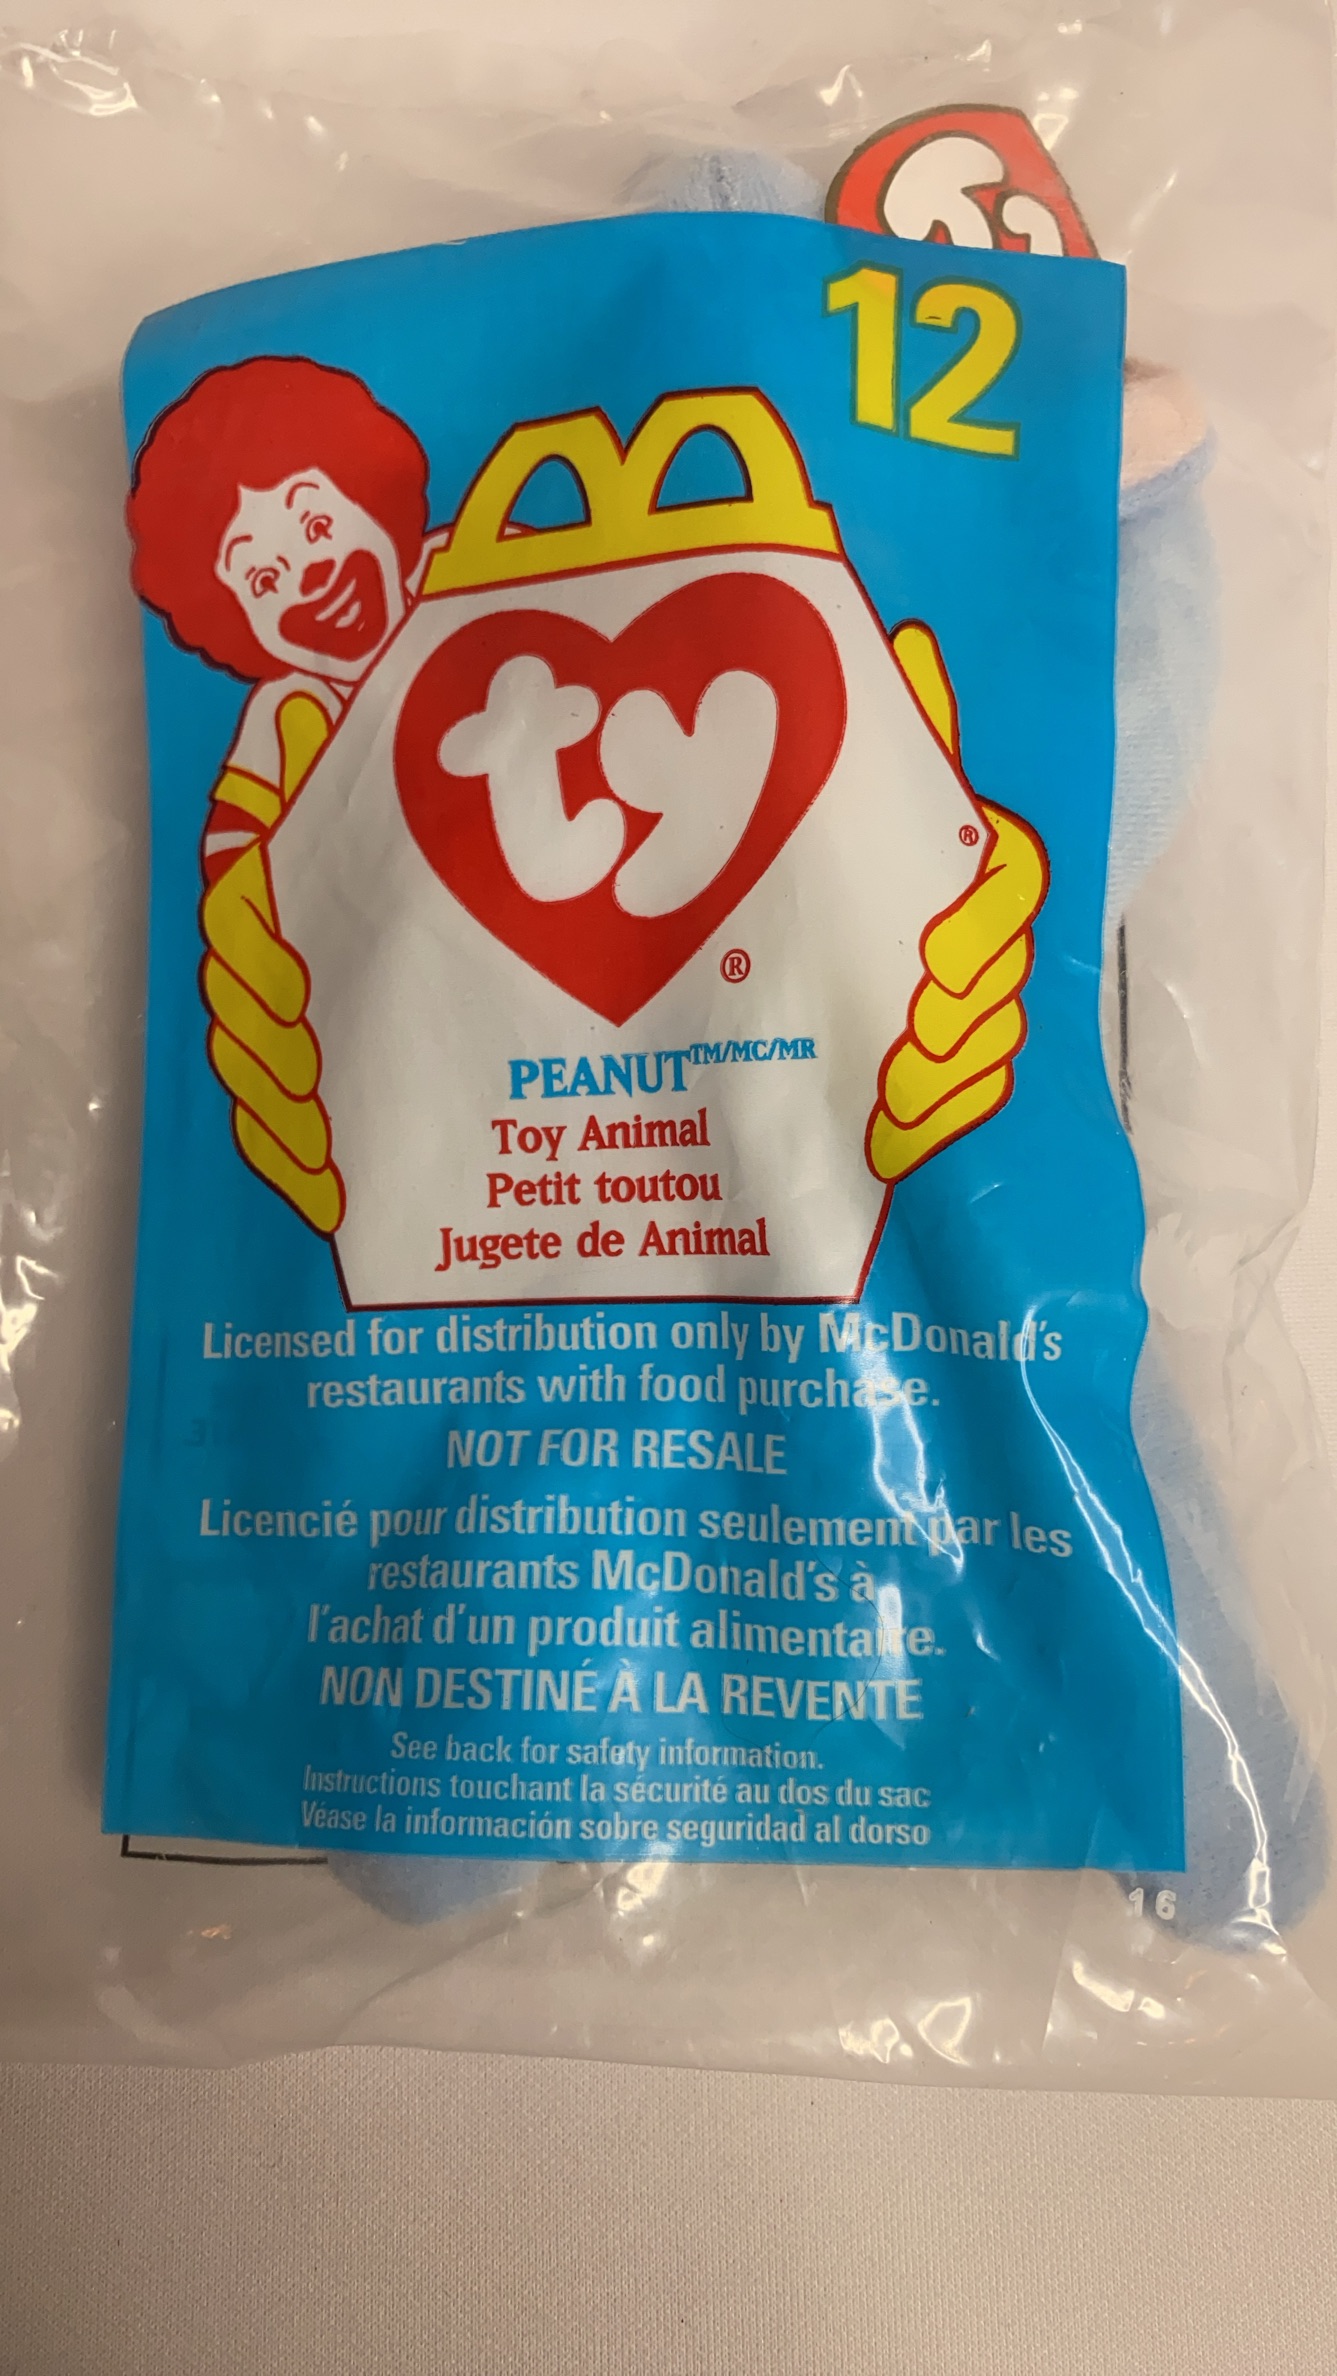 12
ty
®
®
PEANUT™/MC/MR
Toy Animal
Petit toutou
Jugete de Animal
Licensed for distribution only by McDonald's
restaurants with food purchase.
NOT FOR RESALE
Licencié pour distribution seulement par les
restaurants McDonald's à
l'achat d'un produit alimentaire.
NON DESTINÉ À LA REVENTE
See back for safety information.
Instructions touchant la sécurité au dos du sac
Véase la información sobre seguridad al dorso
16